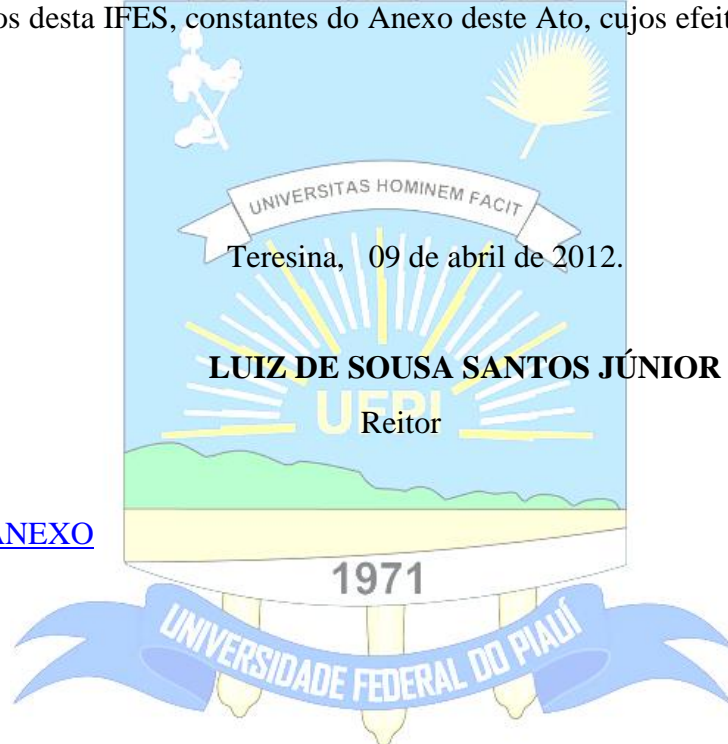 os desta IFES, constantes do Anexo deste Ato, cujos efeit
UNIVERSITAS HOMINEM FACIT
Teresina, 09 de abril de 2012.
LUIZ DE SOUSA SANTOS JÚNIOR
UFPI
Reitor
ANEXO
1971
UNIVERSIDADE FEDERAL DO PIAUÍ